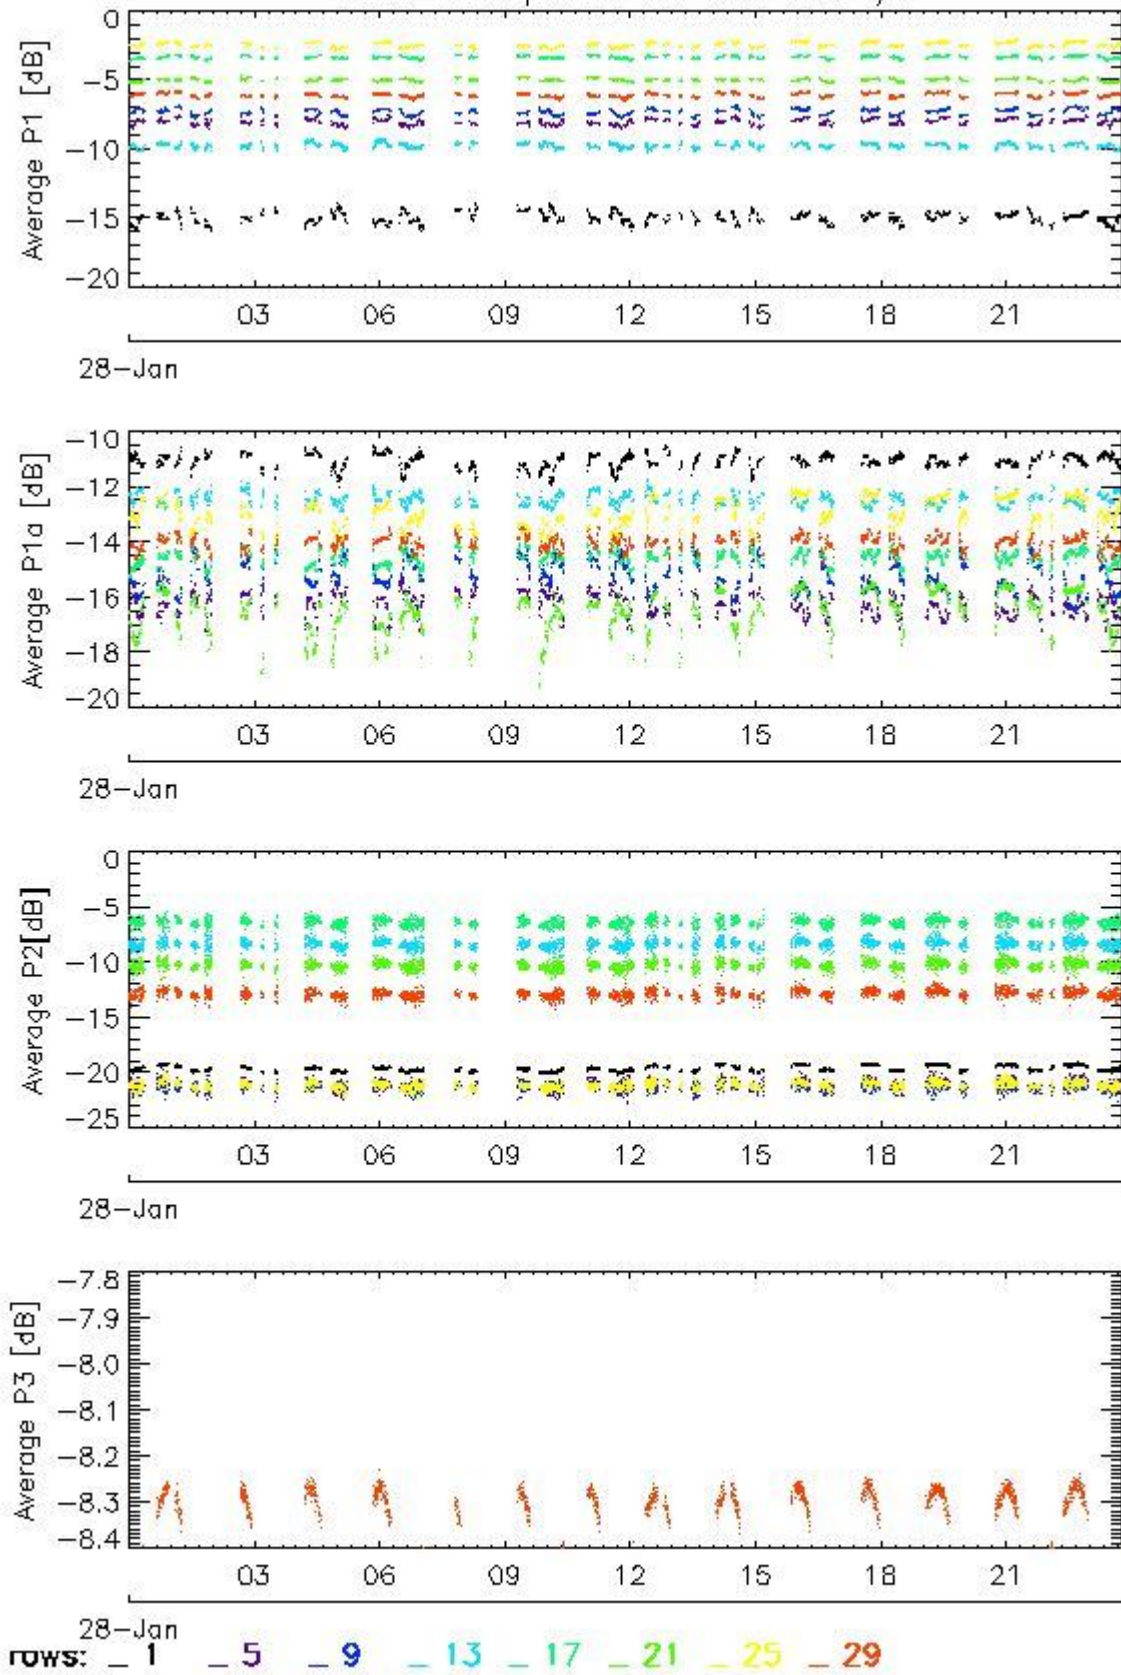 Average P1 [dB]
0
−5
−10
−15
−20
03 06 09 12 15 18 21
28−Jan
Average P1a [dB]
−10
−12
−14
−16
−18
−20
03 06 09 12 15 18 21
28−Jan
Average P2[dB]
0
−5
−10
−15
−20
−25
03 06 09 12 15 18 21
28−Jan
Average P3 [dB]
−7.8
−7.9
−8.0
−8.1
−8.2
−8.3
−8.4
03 06 09 12 15 18 21
28−Jan
rows: _ 1 _ 5 _ 9 _ 13 _ 17 _ 21 _ 25 _ 29